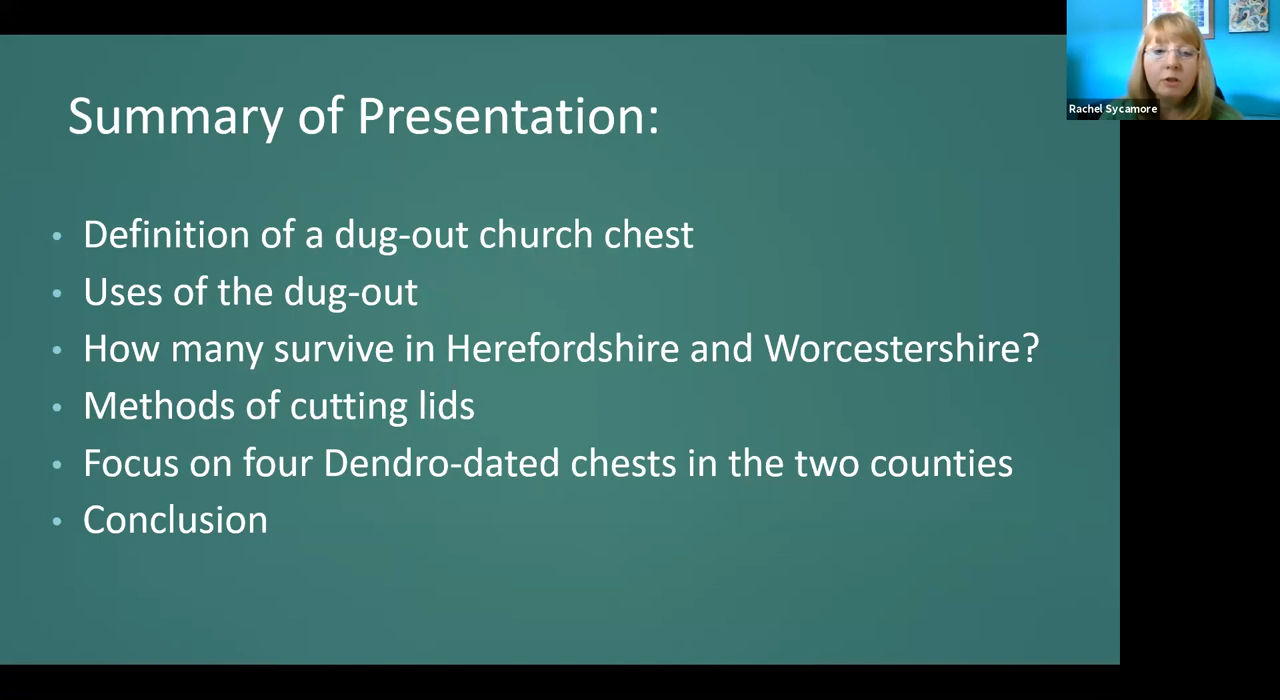 Summary of Presentation:
• Definition of a dug-out church chest
• Uses of the dug-out
• How many survive in Herefordshire and Worcestershire?
• Methods of cutting lids
• Focus on four Dendro-dated chests in the two counties
• Conclusion
Rachel Sycamore